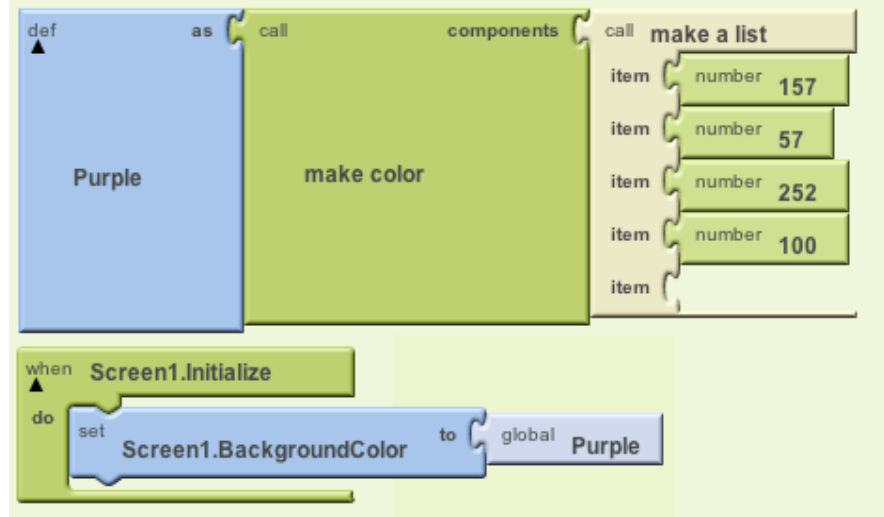 def as call components call make a list
item number 157
item number 57
Purple make color item number 252
item number 100
item
when Screen1.Initialize
do set Screen1.BackgroundColor to global Purple